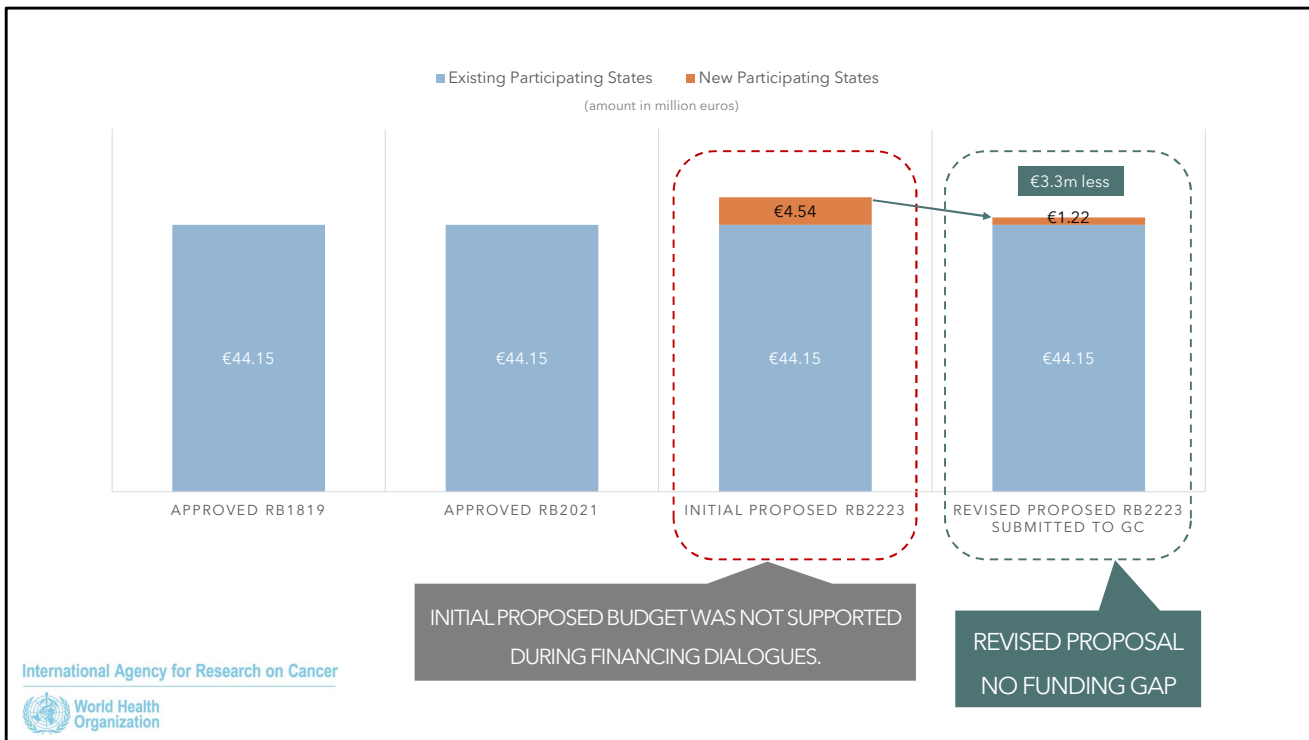 Existing Participating States
New Participating States
(amount in million euros)
€3.3m less
€4.54
€1.22
€44.15
€44.15
€44.15
€44.15
APPROVED RB1819
APPROVED RB2021
INITIAL PROPOSED RB2223
REVISED PROPOSED RB2223
SUBMITTED TO GC
INITIAL PROPOSED BUDGET WAS NOT SUPPORTED
DURING FINANCING DIALOGUES.
REVISED PROPOSAL
NO FUNDING GAP
International Agency for Research on Cancer
World Health
Organization